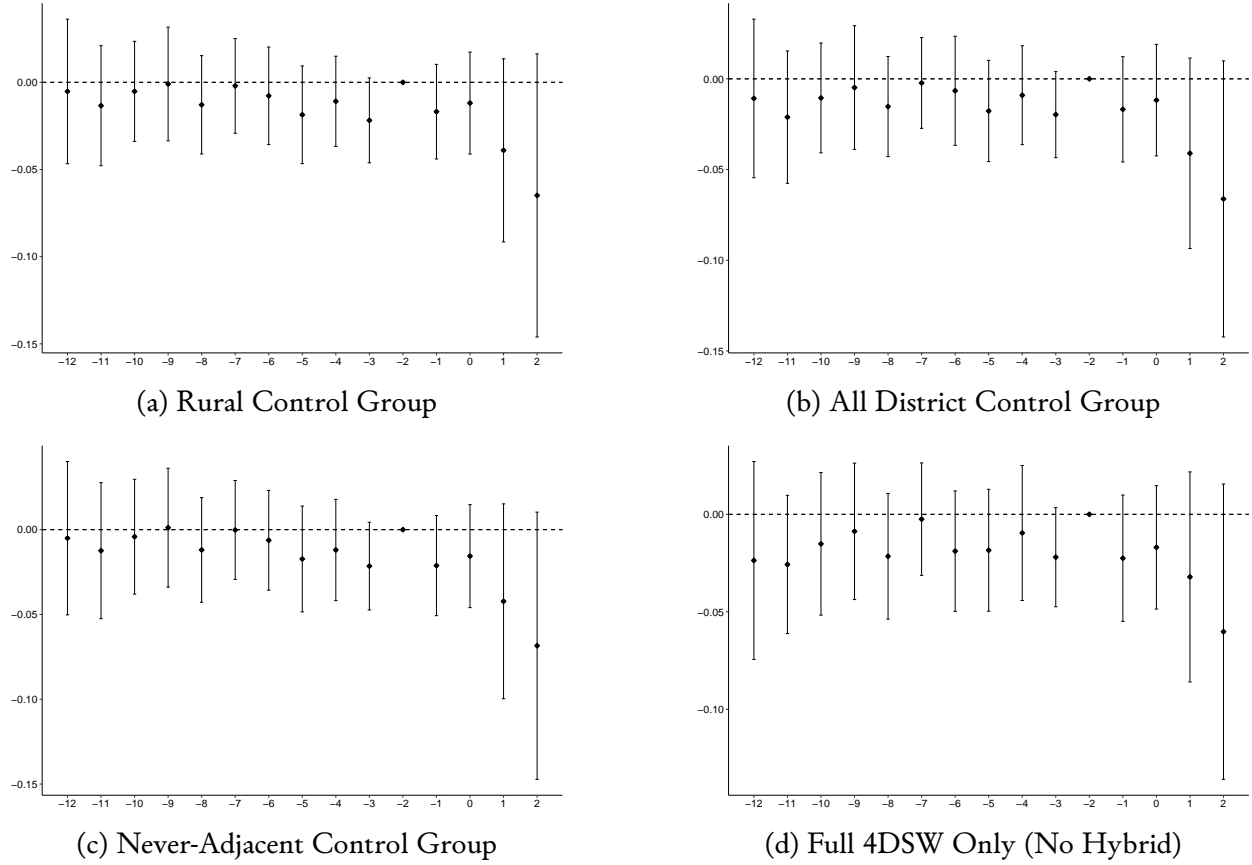 0.00
−0.05
−0.10
−0.15
−12 −11 −10 −9 −8 −7 −6 −5 −4 −3 −2 −1 0 1 2
(a) Rural Control Group
0.00
−0.05
−0.10
−0.15
−12 −11 −10 −9 −8 −7 −6 −5 −4 −3 −2 −1 0 1 2
(b) All District Control Group
0.00
−0.05
−0.10
−0.15
−12 −11 −10 −9 −8 −7 −6 −5 −4 −3 −2 −1 0 1 2
(c) Never-Adjacent Control Group
0.00
−0.05
−0.10
−12 −11 −10 −9 −8 −7 −6 −5 −4 −3 −2 −1 0 1 2
(d) Full 4DSW Only (No Hybrid)